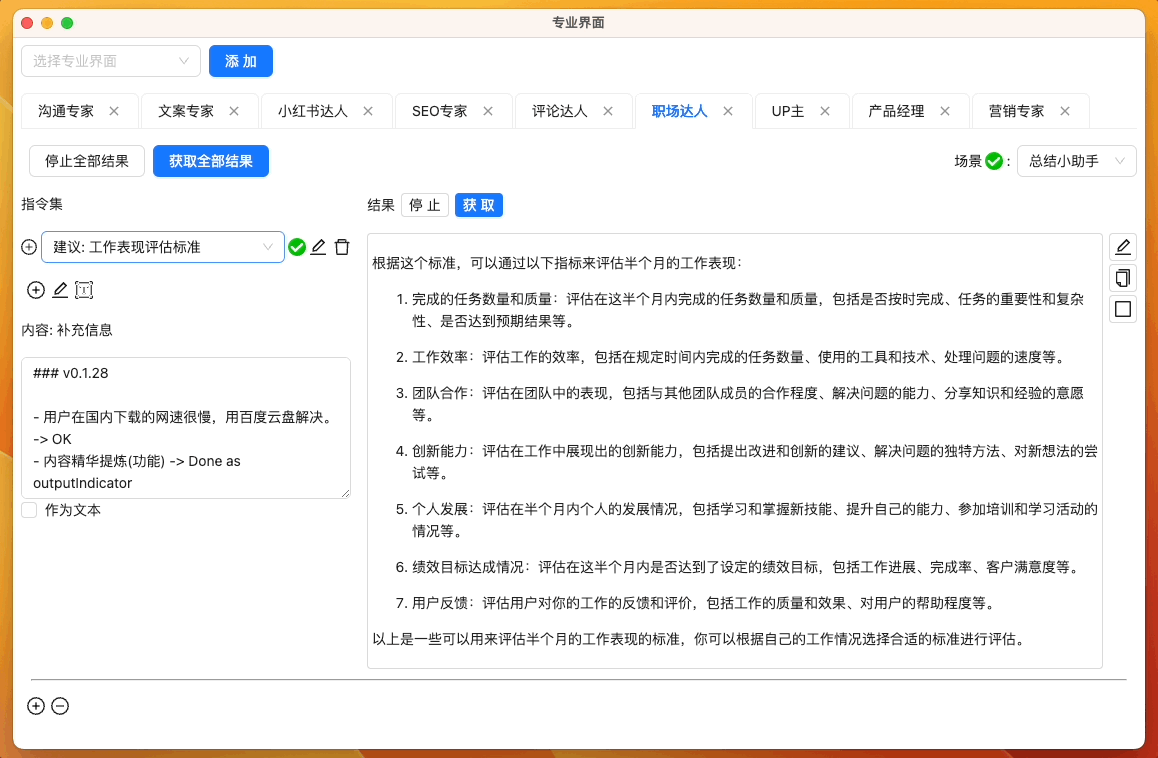 专业界面
选择专业界面
添 加
沟通专家
文案专家
小红书达人
SEO专家
评论达人
职场达人
UP主
产品经理
营销专家
停止全部结果
获取全部结果
场景 :
总结小助手
指令集
建议: 工作表现评估标准
内容: 补充信息
### v0.1.28
- 用户在国内下载的网速很慢，用百度云盘解决。
-> OK
- 内容精华提炼(功能) -> Done as
outputIndicator
作为文本
结果
停 止
获 取
根据这个标准，可以通过以下指标来评估半个月的工作表现：
1. 完成的任务数量和质量：评估在这半个月内完成的任务数量和质量，包括是否按时完成、任务的重要性和复杂
性、是否达到预期结果等。
2. 工作效率：评估工作的效率，包括在规定时间内完成的任务数量、使用的工具和技术、处理问题的速度等。
3. 团队合作：评估在团队中的表现，包括与其他团队成员的合作程度、解决问题的能力、分享知识和经验的意愿
等。
4. 创新能力：评估在工作中展现出的创新能力，包括提出改进和创新的建议、解决问题的独特方法、对新想法的尝
试等。
5. 个人发展：评估在半个月内个人的发展情况，包括学习和掌握新技能、提升自己的能力、参加培训和学习活动的
情况等。
6. 绩效目标达成情况：评估在这半个月内是否达到了设定的绩效目标，包括工作进展、完成率、客户满意度等。
7. 用户反馈：评估用户对你的工作的反馈和评价，包括工作的质量和效果、对用户的帮助程度等。
以上是一些可以用来评估半个月的工作表现的标准，你可以根据自己的工作情况选择合适的标准进行评估。